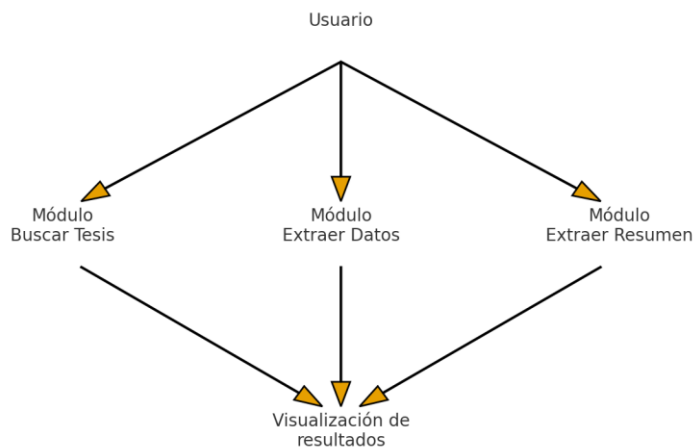 Usuario
Módulo
Buscar Tesis
Módulo
Extraer Datos
Módulo
Extraer Resumen
Visualización de
resultados